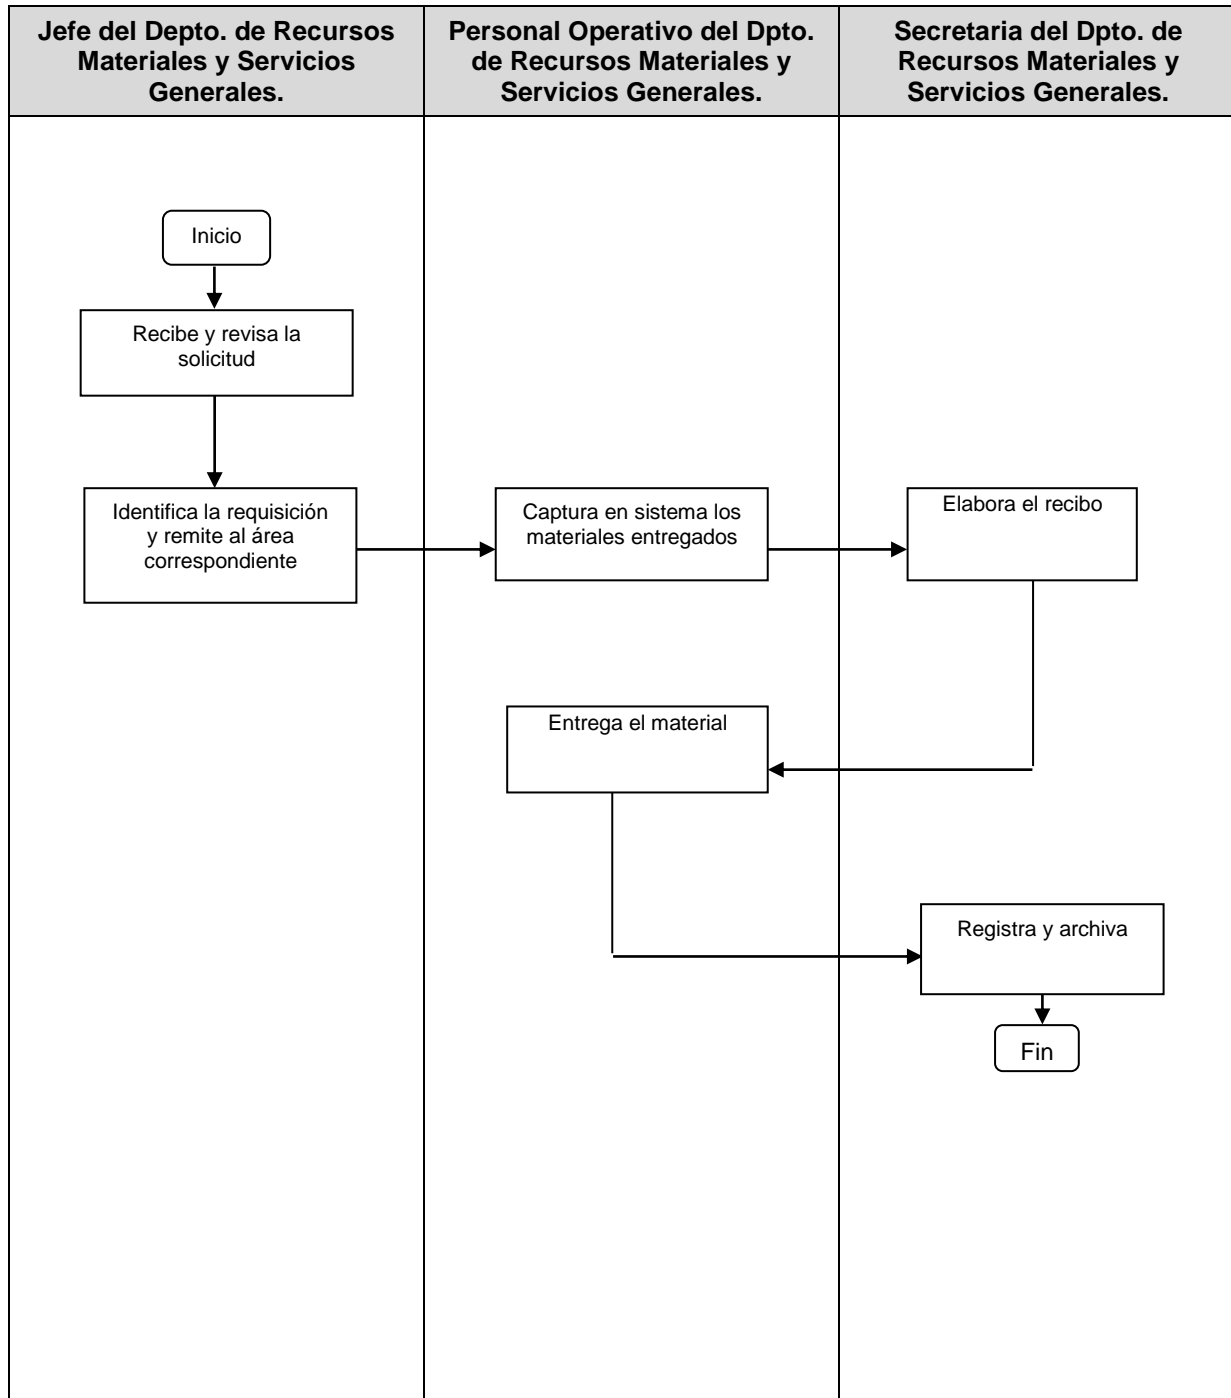 Jefe del Depto. de Recursos
Materiales y Servicios
Generales.
Personal Operativo del Dpto.
de Recursos Materiales y
Servicios Generales.
Secretaria del Dpto. de
Recursos Materiales y
Servicios Generales.
Inicio
Recibe y revisa la
solicitud
Identifica la requisición
y remite al área
correspondiente
Captura en sistema los
materiales entregados
Elabora el recibo
Entrega el material
Registra y archiva
Fin